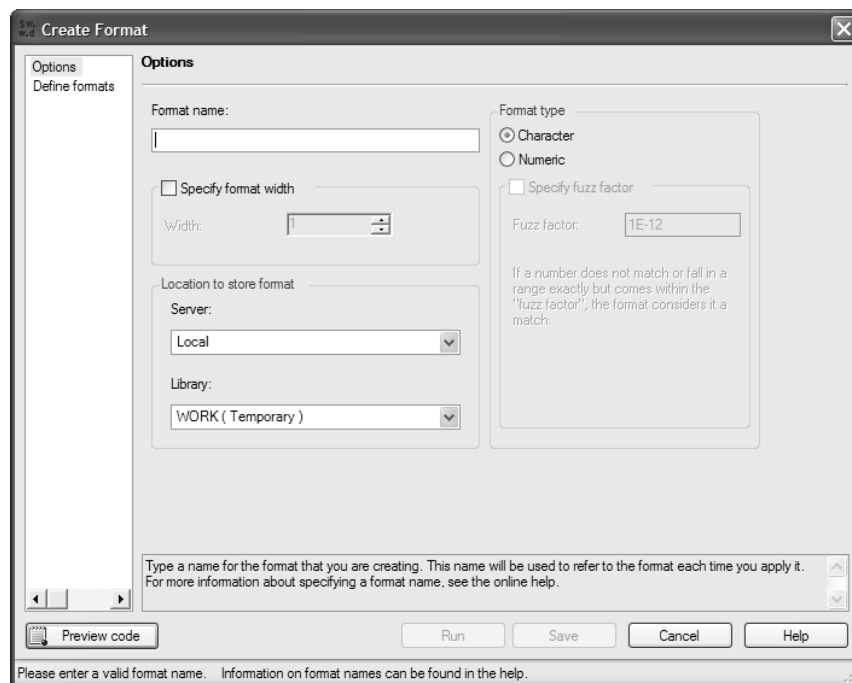 Create Format
Options
Define formats
Options
Format name:
Specify format width
Width:
1
Location to store format
Server:
Local
Library:
WORK ( Temporary )
Format type
Character
Numeric
Specify fuzz factor
Fuzz factor:
1E-12
If a number does not match or fall in a
range exactly but comes within the
"fuzz factor", the format considers it a
match.
Type a name for the format that you are creating. This name will be used to refer to the format each time you apply it.
For more information about specifying a format name, see the online help.
Preview code
Run
Save
Cancel
Help
Please enter a valid format name. Information on format names can be found in the help.